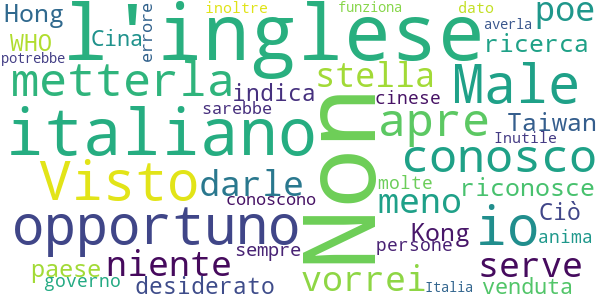 Hong l'inglese inoltre funziona dato poe
WHO Cina errore averla ricerca
potrebbe metterla indica stella cinese Male
italiano sarebbe Non apre Taiwan
Inutile conosco
Visto darle molte riconosce
conoscono meno Ciò
opportuno sempre Kong io anima
persone
paese niente vorrei serve
governo desiderato Italia venduta